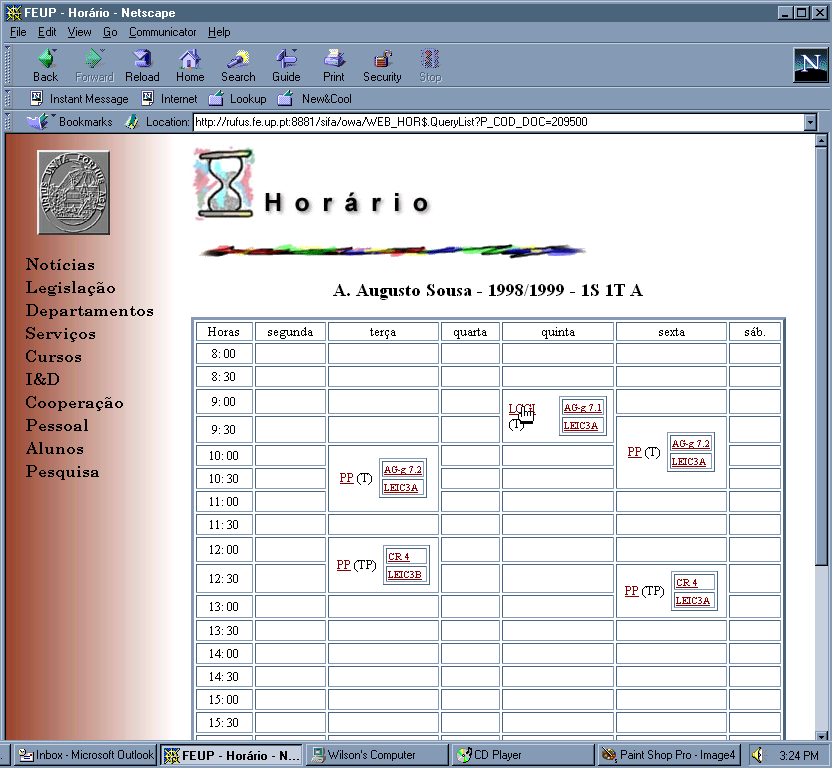 FEUP - Horário - Netscape
File Edit View Go Communicator Help
Back Forward Reload Home Search Guide Print Security Stop
N
Instant Message Internet Lookup New&Cool
Bookmarks Location: http://rufus.fe.up.pt:8881/sifa/owa/WEB_HOR$.QueryList?P_COD_DOC=209500
Horário
Notícias
Legislação
Departamentos
Serviços
Cursos
I&D
Cooperação
Pessoal
Alunos
Pesquisa
A. Augusto Sousa - 1998/1999 - 1S 1T A
Horas segunda terça quarta quinta sexta sáb.
8:00
8:30
9:00
LCGI (T) AG-g 7.1
LEIC3A
9:30
PP (T) AG-g 7.2
LEIC3A
10:00
PP (T) AG-g 7.2
LEIC3A
10:30
11:00
11:30
12:00
PP (TP) CR 4
LEIC3B
12:30
PP (TP) CR 4
LEIC3A
13:00
13:30
14:00
14:30
15:00
15:30
Inbox - Microsoft Outlook FEUP - Horário - N... Wilson's Computer CD Player Paint Shop Pro - Image4 3:24 PM